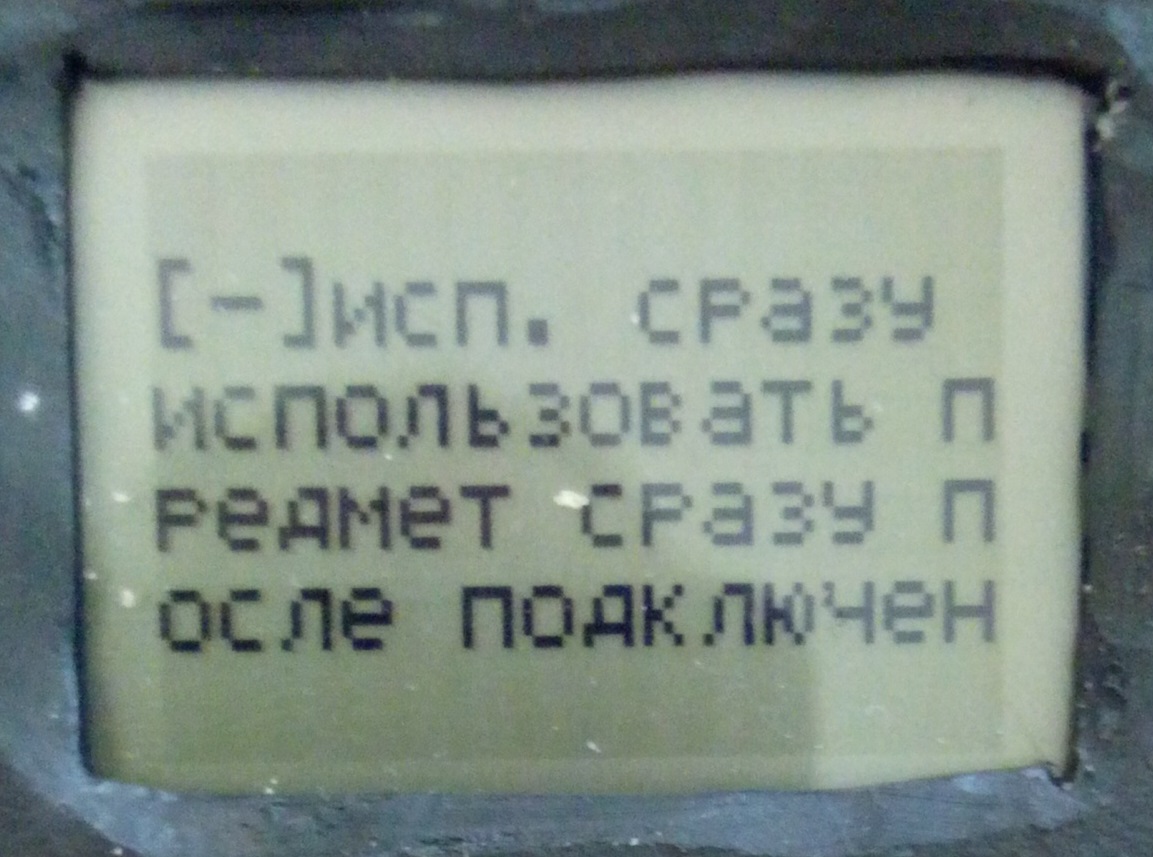 [-]исп. сразу
использовать п
редмет сразу п
осле подключен